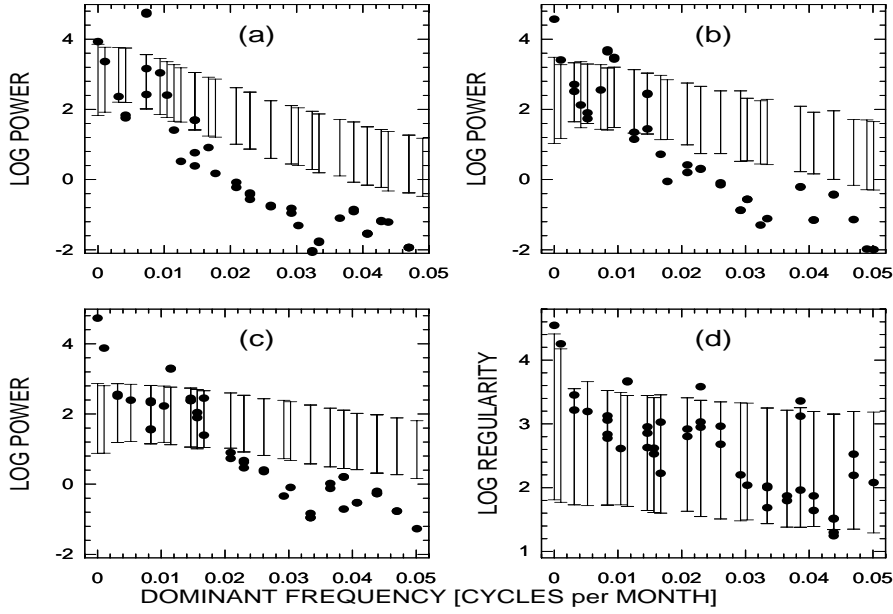 (a)
LOG POWER
4
2
0
-2
0 0.01 0.02 0.03 0.04 0.05
(b)
LOG POWER
4
2
0
-2
0 0.01 0.02 0.03 0.04 0.05
(c)
LOG POWER
4
2
0
-2
0 0.01 0.02 0.03 0.04 0.05
(d)
LOG REGULARITY
4
3
2
1
0 0.01 0.02 0.03 0.04 0.05
DOMINANT FREQUENCY [CYCLES per MONTH]